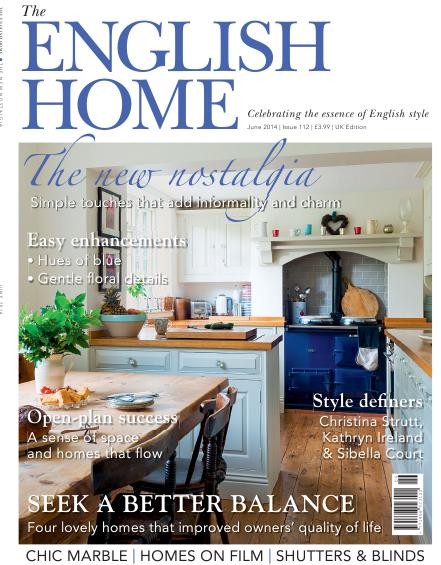 The
ENGLISH
HOME
Celebrating the essence of English style
June 2014 | Issue 112 | £3.99 | UK Edition
The new nostalgia
Simple touches that add informality and charm
Easy enhancements
• Hues of blue
• Gentle floral details
Open-plan success
A sense of space
and homes that flow
Style definers
Christina Strutt,
Kathryn Ireland
& Sibella Court
SEEK A BETTER BALANCE
Four lovely homes that improved owners' quality of life
CHIC MARBLE | HOMES ON FILM | SHUTTERS & BLINDS